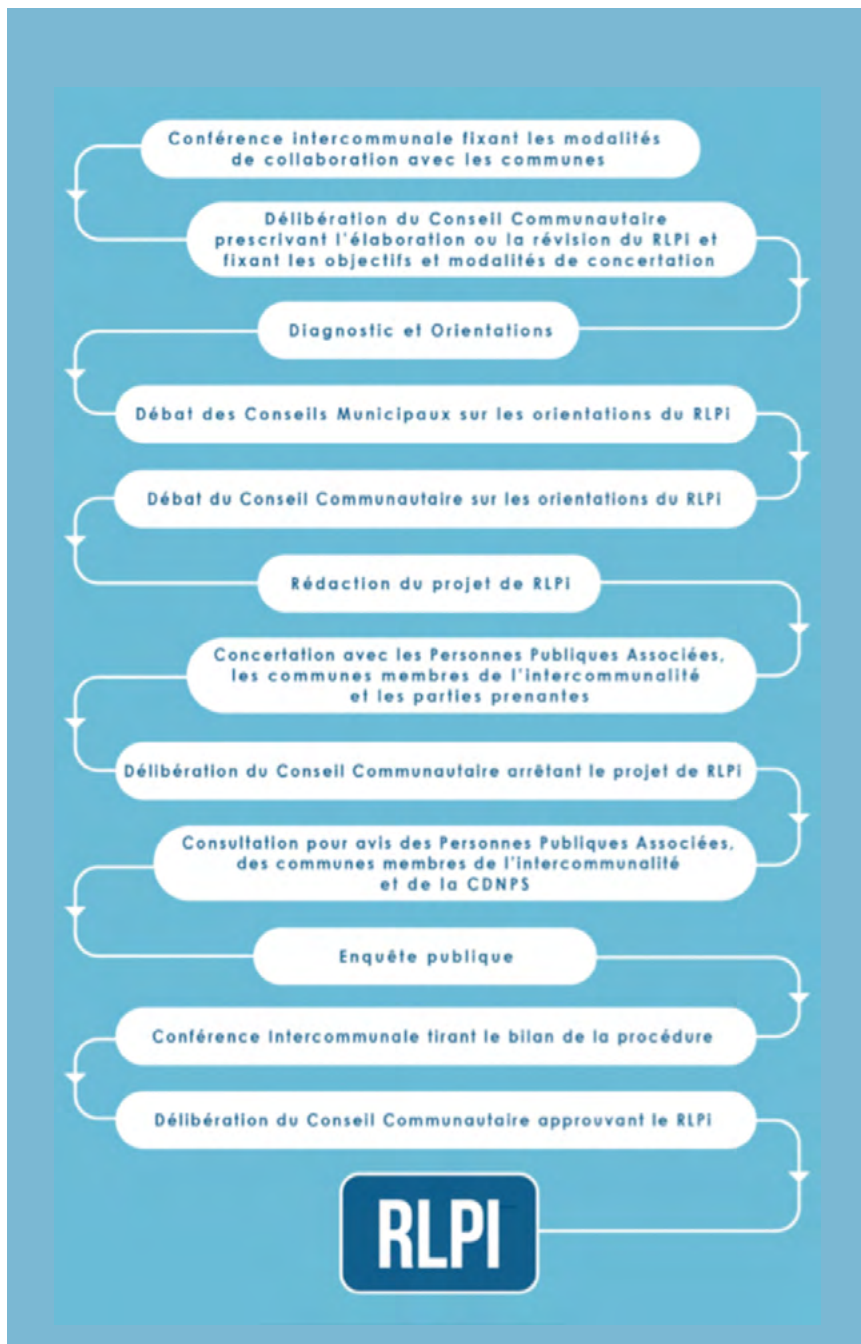 Conférence intercommunale fixant les modalités
de collaboration avec les communes
Délibération du Conseil Communautaire
prescrivant l'élaboration ou la révision du RLPi et
fixant les objectifs et modalités de concertation
Diagnostic et Orientations
Débat des Conseils Municipaux sur les orientations du RLPi
Débat du Conseil Communautaire sur les orientations du RLPi
Rédaction du projet de RLPi
Concertation avec les Personnes Publiques Associées,
les communes membres de l'intercommunalité
et les parties prenantes
Délibération du Conseil Communautaire arrêtant le projet de RLPi
Consultation pour avis des Personnes Publiques Associées,
des communes membres de l'intercommunalité
et de la CDNPS
Enquête publique
Conférence Intercommunale tirant le bilan de la procédure
Délibération du Conseil Communautaire approuvant le RLPi
RLPI